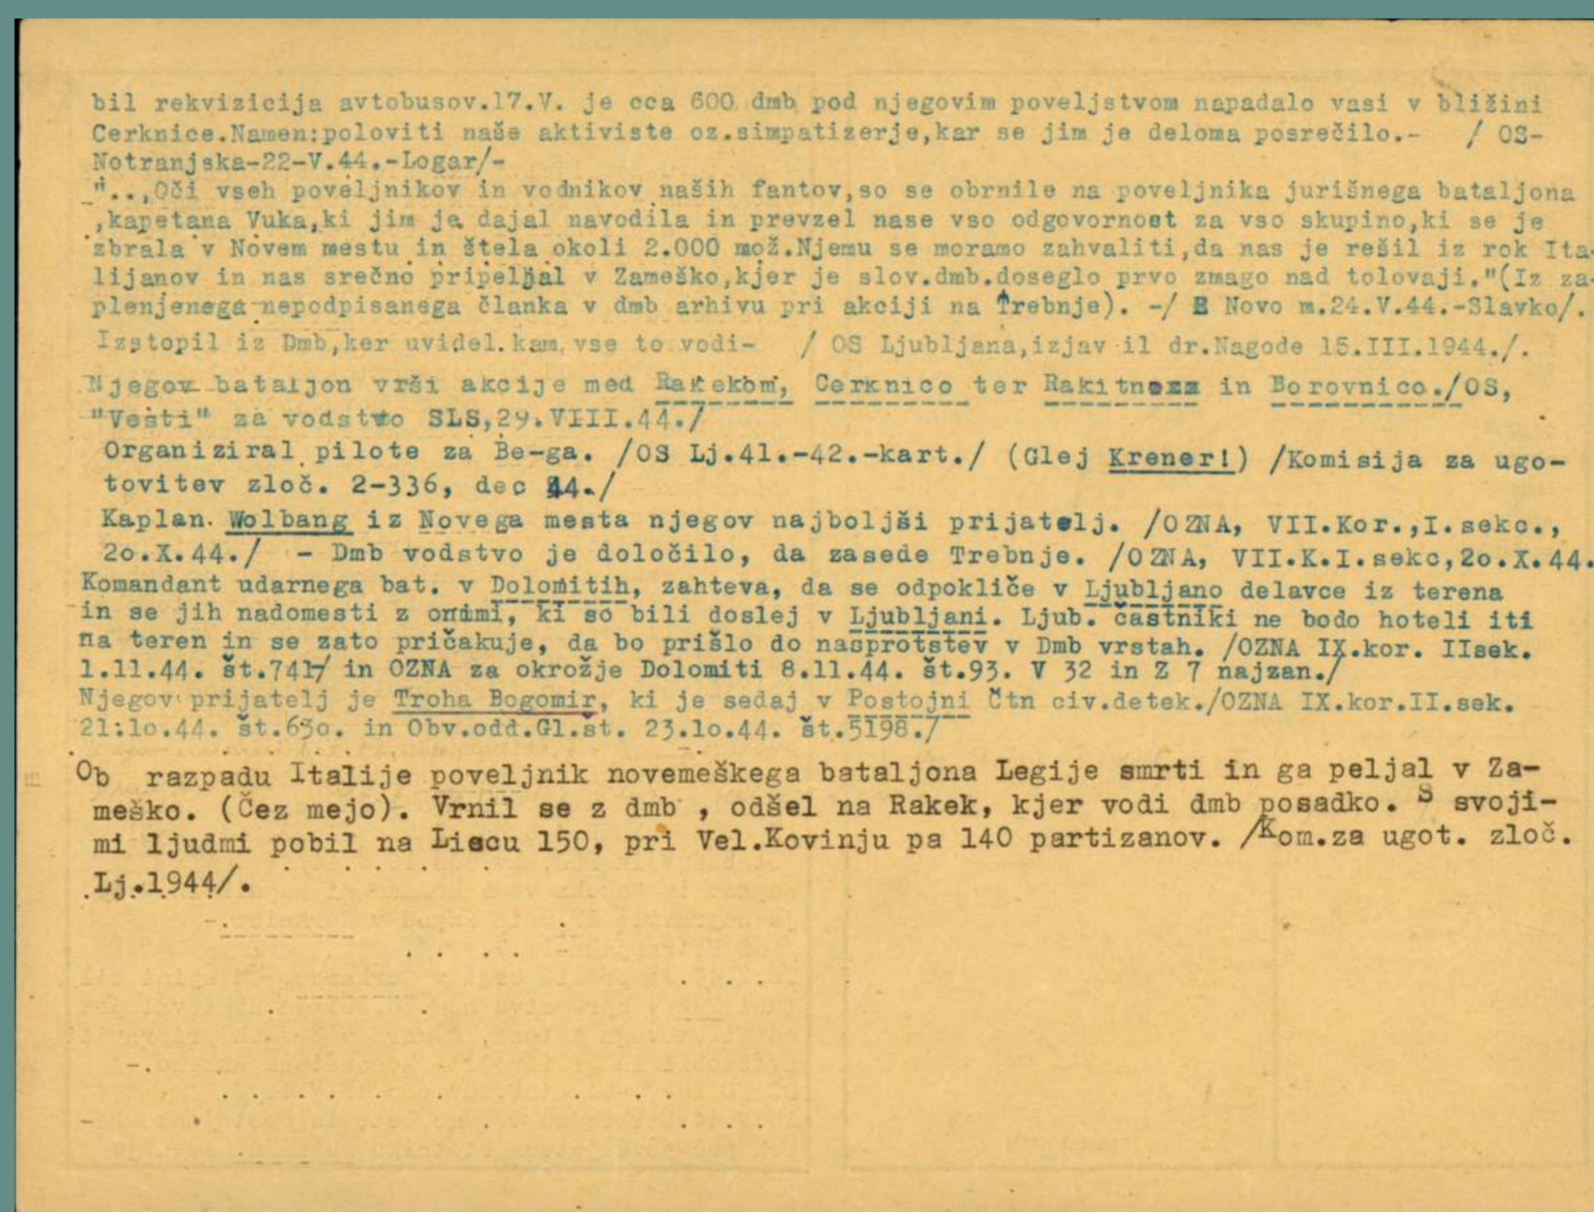 bil rekvizicija avtobusov.17.V. je cca 600 dmb pod njegovim poveljstvom napadalo vasi v bližini
Cerknice.Namen:poloviti naše aktiviste oz.simpatizerje,kar se jim je deloma posrečilo.- / OS-
Notranjska-22-V.44.-Logar/-
"..,Oči vseh poveljnikov in vodnikov naših fantov,so se obrnile na poveljnika jurišnega bataljona
,kapetana Vuka,ki jim je dajal navodila in prevzel nase vso odgovornost za vso skupino,ki se je
zbrala v Novem mestu in štela okoli 2.000 mož.Njemu se moramo zahvaliti,da nas je rešil iz rok Ita-
lijanov in nas srečno pripeljal v Zameško,kjer je slov.dmb.doseglo prvo zmago nad tolovaji."(Iz za-
plenjenega nepodpisanega članka v dmb arhivu pri akciji na Trebnje). -/ Novo m.24.V.44.-Slavko/.
Izstopil iz Dmb,ker uvidel.kam vse to vodi- / OS Ljubljana,izjavil dr.Nagode 15.III.1944./.
Njegov bataljon vrši akcije med Rakekom, Cerknico ter Rakitno in Borovnico./OS,
"Vesti" za vodstvo SLS,29.VIII.44./
Organiziral pilote za Be-ga. /OS Lj.41.-42.-kart./ (Glej Krener!) /Komisija za ugo-
tovitev zloč. 2-336, dec 44./
Kaplan. Wolbang iz Novega mesta njegov najboljši prijatelj. /OZNA, VII.Kor.,I.sekc.,
2o.X.44./ - Dmb vodstvo je določilo, da zasede Trebnje. /OZNA, VII.K.I.sekc,2o.X.44.
Komandant udarnega bat. v Dolomitih, zahteva, da se odpokliče v Ljubljano delavce iz terena
in se jih nadomesti z onimi, ki so bili doslej v Ljubljani. Ljub. častniki ne bodo hoteli iti
na teren in se zato pričakuje, da bo prišlo do nasprotstev v Dmb vrstah. /OZNA IX.kor. IIsek.
1.11.44. št.741/ in OZNA za okrožje Dolomiti 8.11.44. št.93. V 32 in Z 7 najzan./
Njegov prijatelj je Troha Bogomir, ki je sedaj v Postojni čtn civ.detek./OZNA IX.kor.II.sek.
21.1o.44. št.63o. in Obv.odd.Gl.št. 23.1o.44. št.5198./
Ob razpadu Italije poveljnik novemeškega bataljona Legije smrti in ga peljal v Za-
meško. (Čez mejo). Vrnil se z dmb , odšel na Rakek, kjer vodi dmb posadko. S svoji-
mi ljudmi pobil na Liscu 150, pri Vel.Kovinju pa 140 partizanov. /Kom.za ugot. zloč.
Lj.1944/.